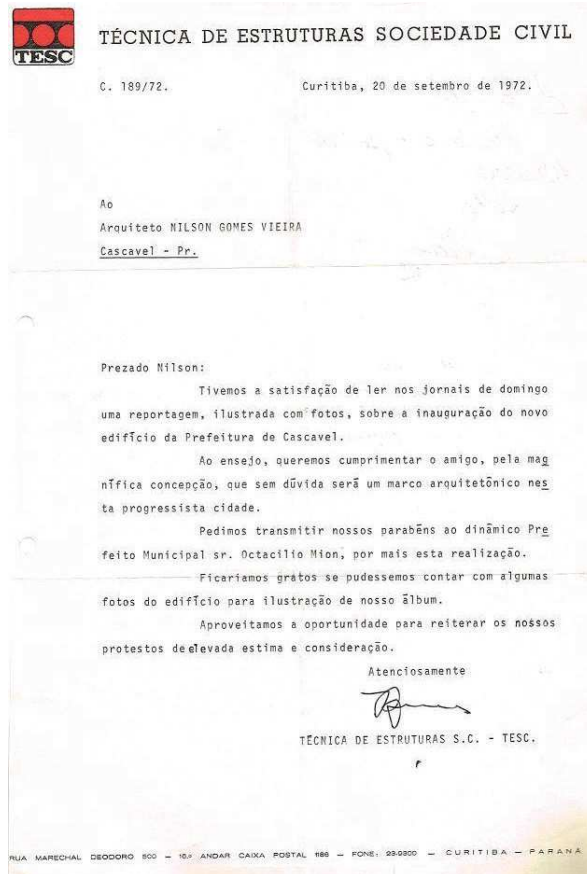 TESC
TÉCNICA DE ESTRUTURAS SOCIEDADE CIVIL
C. 189/72.
Curitiba, 20 de setembro de 1972.
Ao
Arquiteto NILSON GOMES VIEIRA
Cascavel - Pr.
Prezado Nilson:
Tivemos a satisfação de ler nos jornais de domingo
uma reportagem, ilustrada com fotos, sobre a inauguração do novo
edifício da Prefeitura de Cascavel.
Ao ensejo, queremos cumprimentar o amigo, pela mag
nífica concepção, que sem dúvida será um marco arquitetônico nes
ta progressista cidade.
Pedimos transmitir nossos parabéns ao dinâmico Pre
feito Municipal sr. Octacilio Mion, por mais esta realização.
Ficariamos gratos se pudessemos contar com algumas
fotos do edifício para ilustração de nosso álbum.
Aproveitamos a oportunidade para reiterar os nossos
protestos de elevada estima e consideração.
Atenciosamente
TÉCNICA DE ESTRUTURAS S.C. - TESC.
RUA MARECHAL DEODORO 500 — 10.º ANDAR CAIXA POSTAL 1186 — FONE: 23-9300 — CURITIBA — PARANÁ